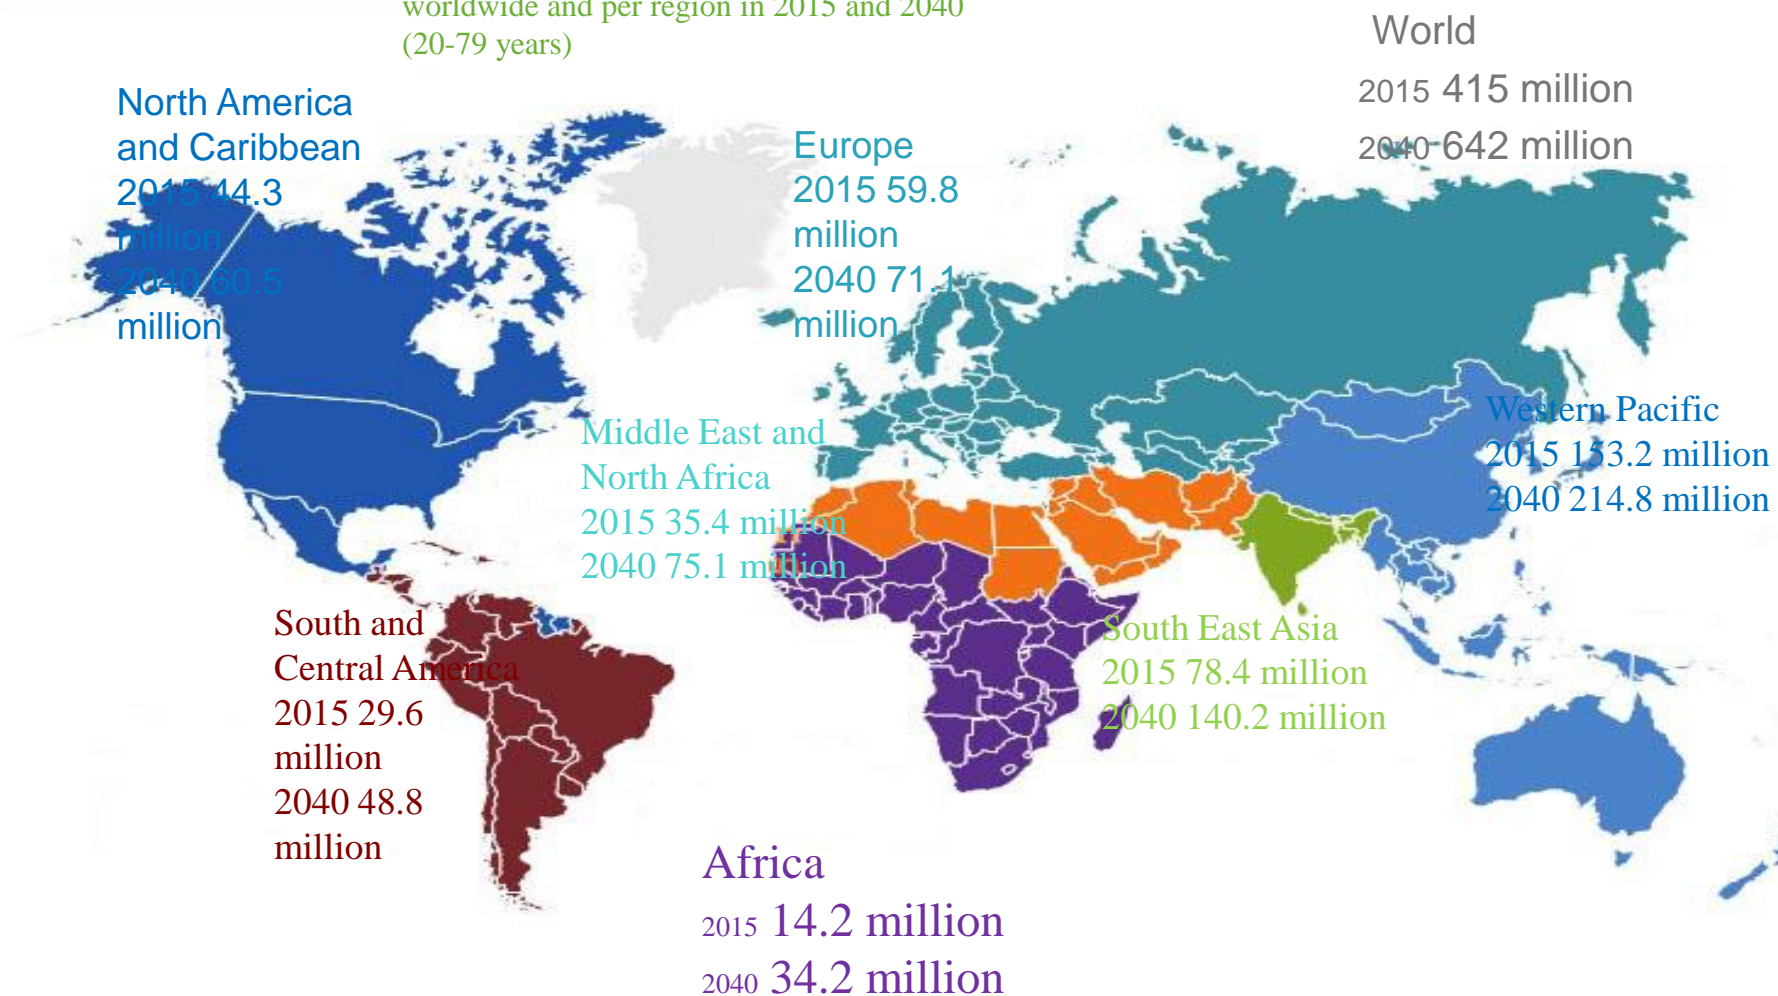 worldwide and per region in 2015 and 2040
(20-79 years)
World
2015 415 million
2040 642 million
North America
and Caribbean
2015 44.3
million
2040 60.5
million
Europe
2015 59.8
million
2040 71.1
million
Middle East and
North Africa
2015 35.4 million
2040 75.1 million
Western Pacific
2015 153.2 million
2040 214.8 million
South and
Central America
2015 29.6
million
2040 48.8
million
South East Asia
2015 78.4 million
2040 140.2 million
Africa
2015 14.2 million
2040 34.2 million